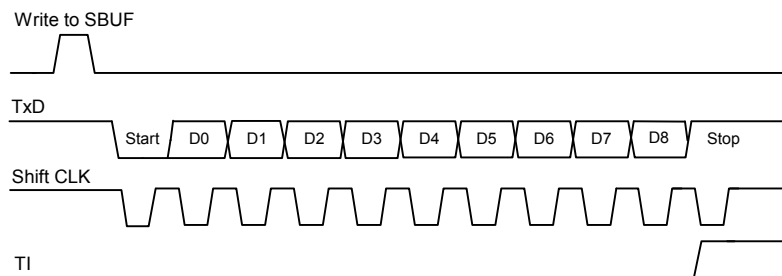 Write to SBUF
TxD
Start D0 D1 D2 D3 D4 D5 D6 D7 D8 Stop
Shift CLK
TI